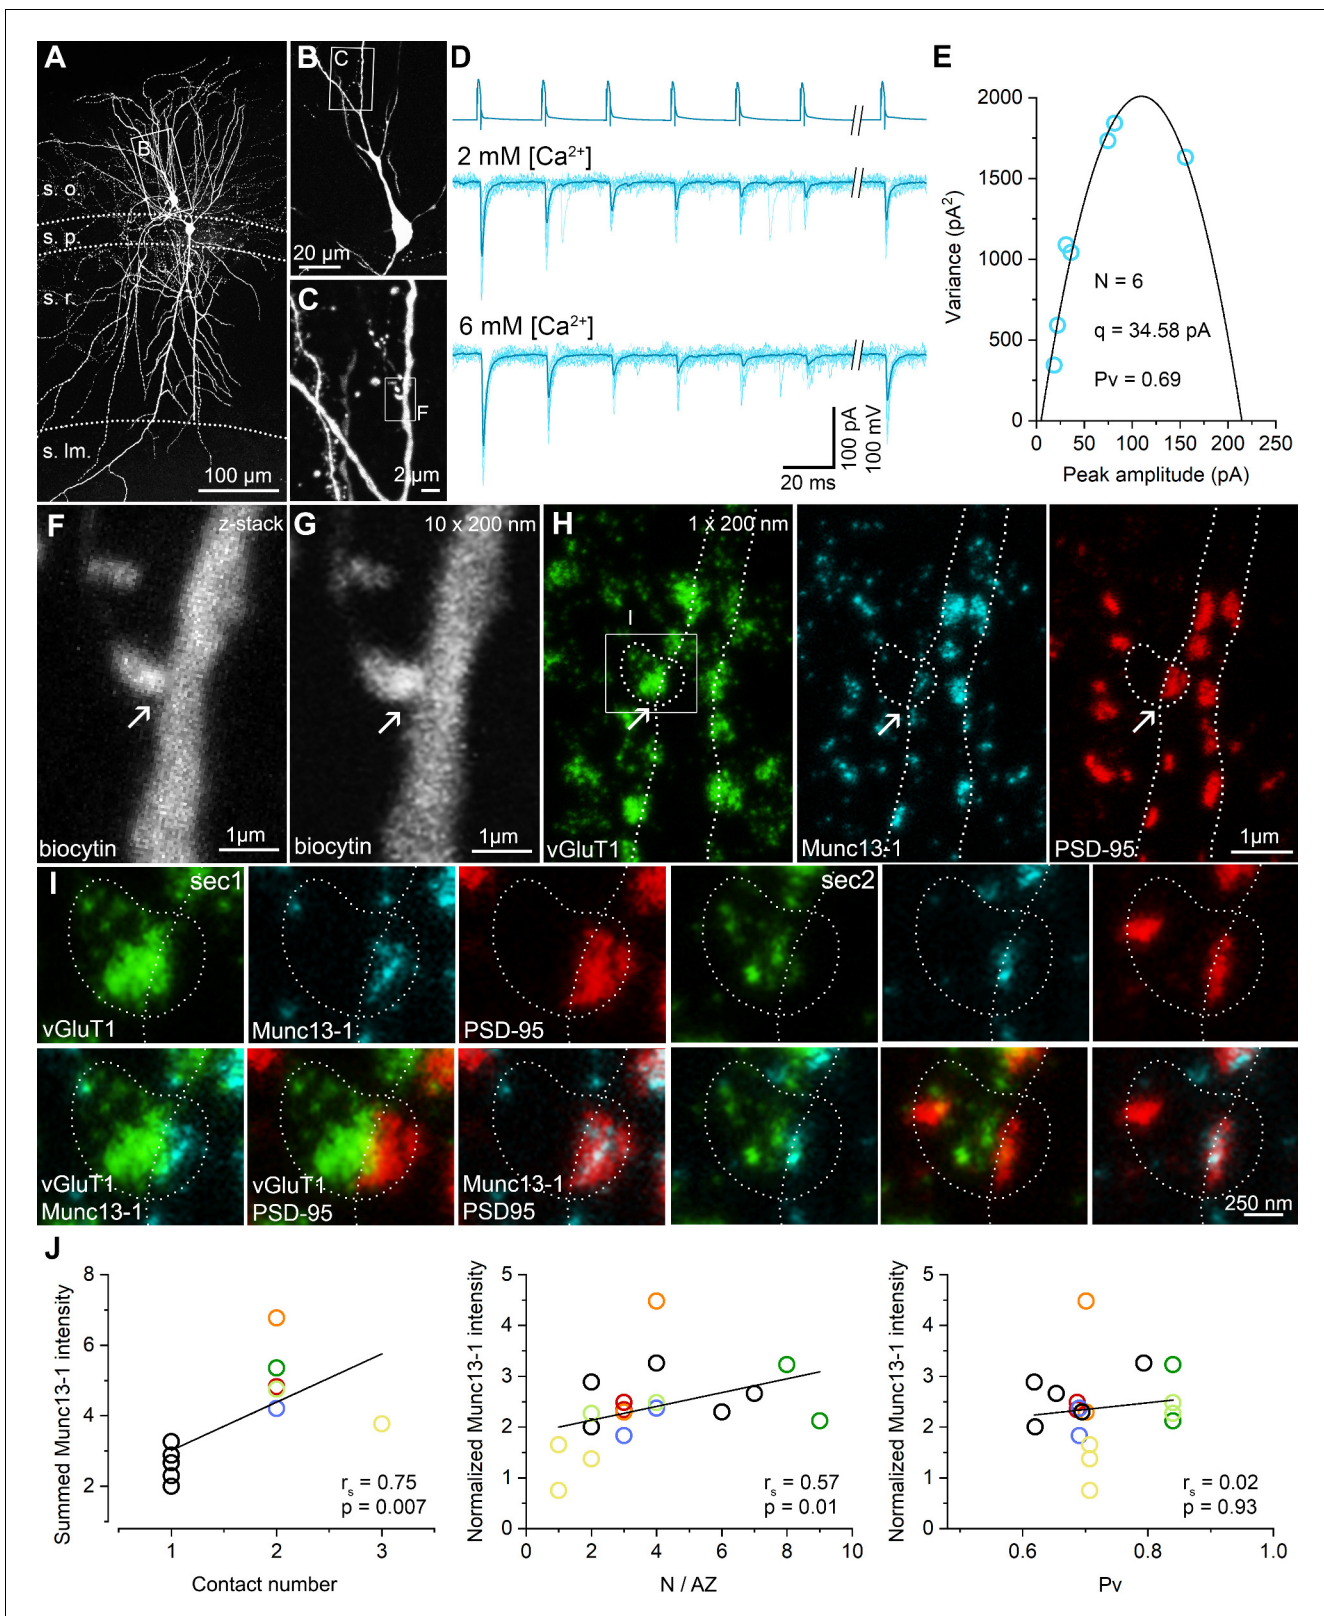 A
B
s. o.
s. p.
s. r.
s. lm.
100 µm
B
C
20 µm
C
F
2 µm
D
2 mM [Ca²⁺]
6 mM [Ca²⁺]
100 pA
100 mV
20 ms
E
Variance (pA²)
2000
1500
1000
500
0
N = 6
q = 34.58 pA
Pv = 0.69
0 50 100 150 200 250
Peak amplitude (pA)
F
z-stack
biocytin
1µm
G
10 x 200 nm
biocytin
1µm
H
1 x 200 nm
I
vGluT1
Munc13-1
PSD-95
1µm
I
sec1
sec2
vGluT1
Munc13-1
PSD-95
vGluT1
Munc13-1
vGluT1
PSD-95
Munc13-1
PSD95
250 nm
J
Summed Munc13-1 intensity
8
6
4
2
1 2 3
Contact number
rₛ = 0.75
p = 0.007
Normalized Munc13-1 intensity
5
4
3
2
1
0
0 2 4 6 8 10
N / AZ
rₛ = 0.57
p = 0.01
Normalized Munc13-1 intensity
5
4
3
2
1
0
0.6 0.8 1.0
Pv
rₛ = 0.02
p = 0.93